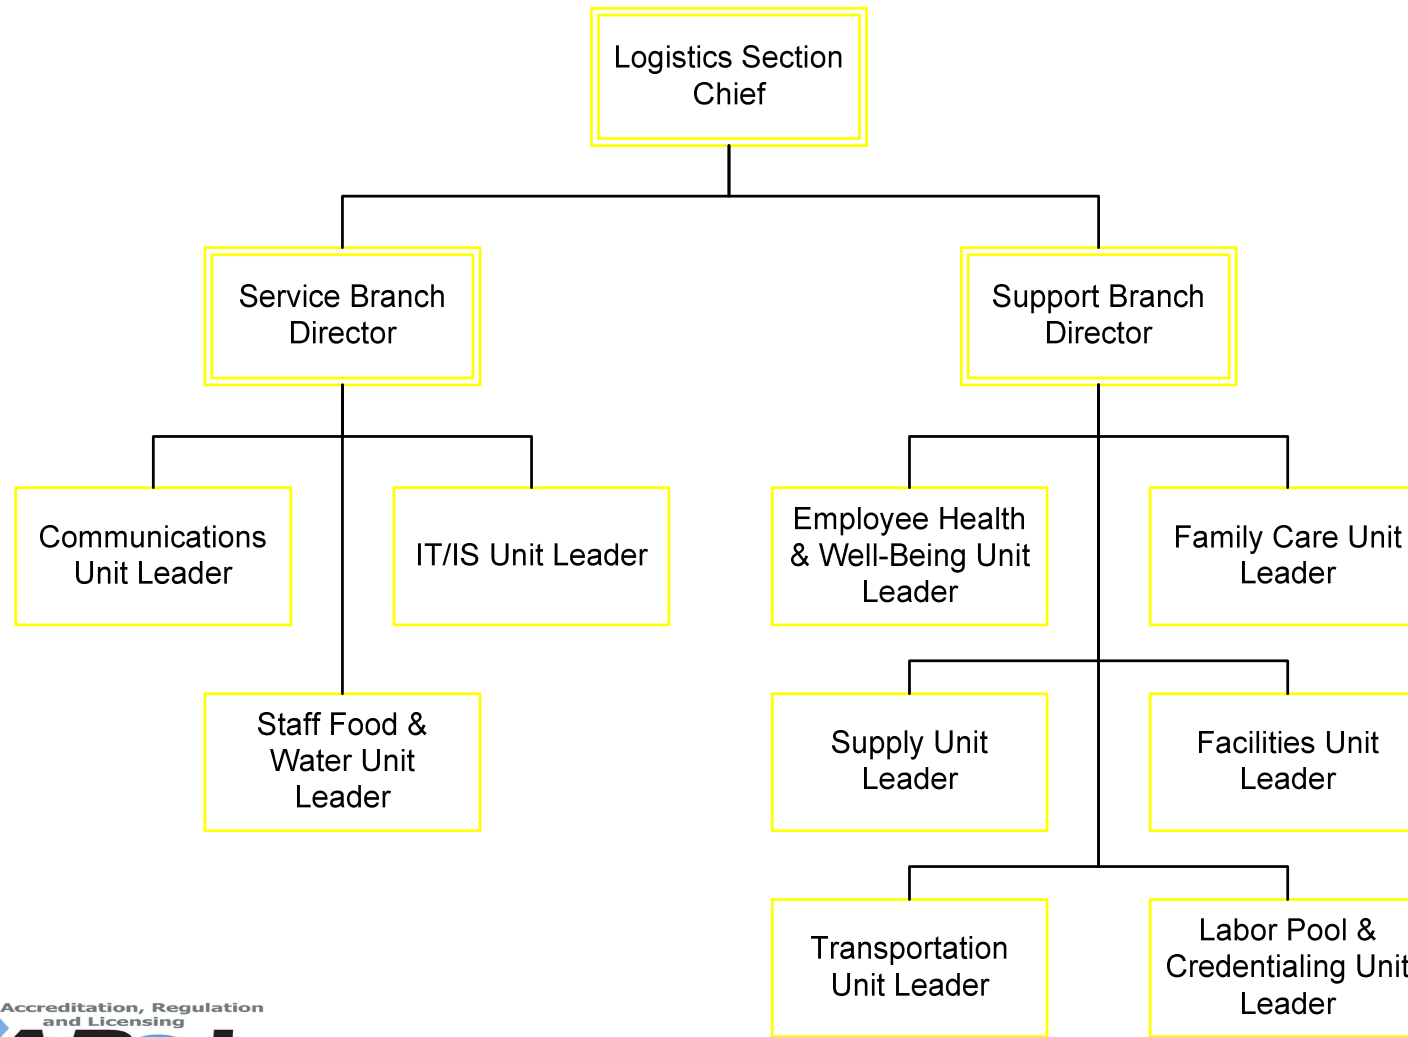 Logistics Section
Chief
Service Branch
Director
Support Branch
Director
Communications
Unit Leader
IT/IS Unit Leader
Employee Health
& Well-Being Unit
Leader
Family Care Unit
Leader
Staff Food &
Water Unit
Leader
Supply Unit
Leader
Facilities Unit
Leader
Transportation
Unit Leader
Labor Pool &
Credentialing Unit
Leader
Accreditation, Regulation
and Licensing